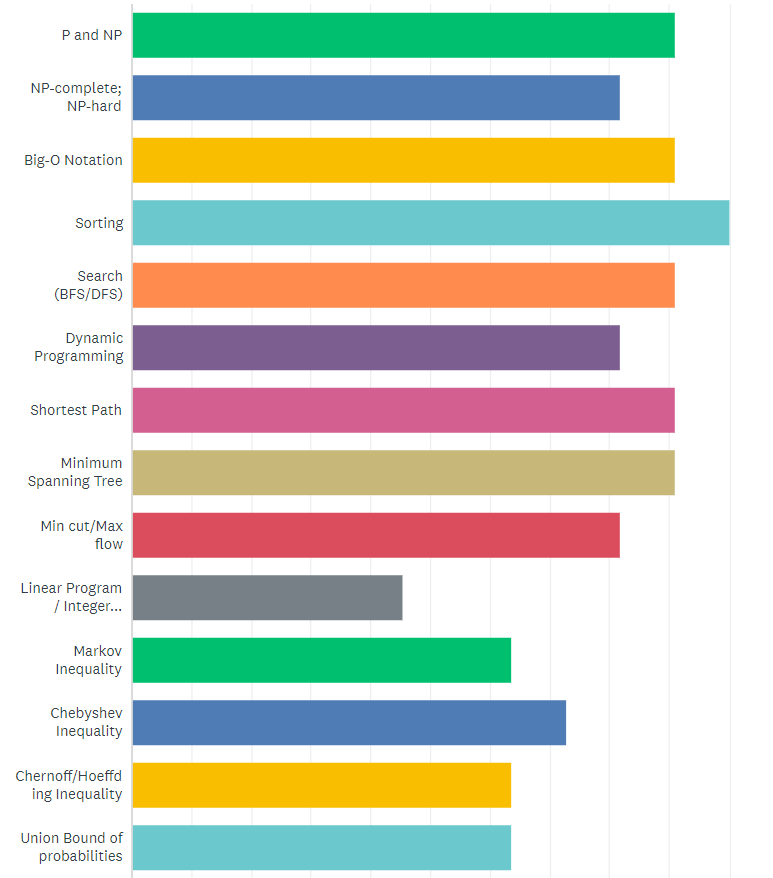 P and NP
NP-complete;
NP-hard
Big-O Notation
Sorting
Search
(BFS/DFS)
Dynamic
Programming
Shortest Path
Minimum
Spanning Tree
Min cut/Max
flow
Linear Program
/ Integer...
Markov
Inequality
Chebyshev
Inequality
Chernoff/Hoeffd
ing Inequality
Union Bound of
probabilities